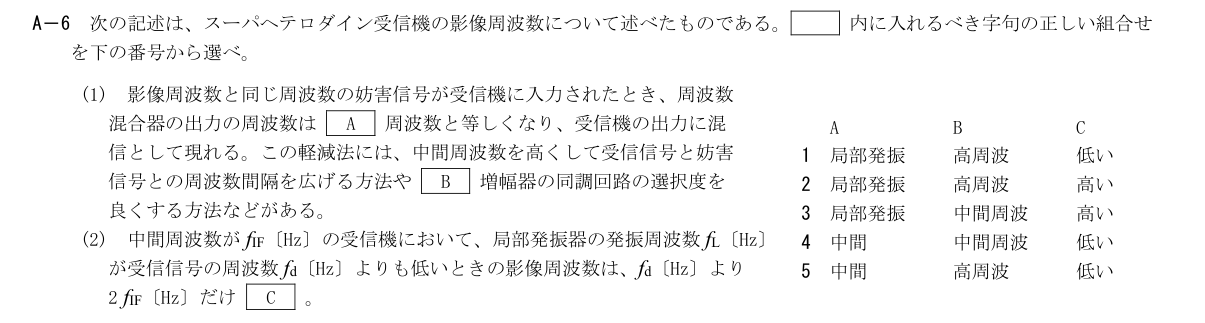 A－6 次の記述は、スーパヘテロダイン受信機の影像周波数について述べたものである。 内に入れるべき字句の正しい組合せ
を下の番号から選べ。
(1) 影像周波数と同じ周波数の妨害信号が受信機に入力されたとき、周波数
混合器の出力の周波数は A 周波数と等しくなり、受信機の出力に混
信として現れる。この軽減法には、中間周波数を高くして受信信号と妨害
信号との周波数間隔を広げる方法や B 増幅器の同調回路の選択度を
良くする方法などがある。
(2) 中間周波数がfIF〔Hz〕の受信機において、局部発振器の発振周波数fL〔Hz〕
が受信信号の周波数fd〔Hz〕よりも低いときの影像周波数は、fd〔Hz〕より
2fIF〔Hz〕だけ C 。
A B C
1 局部発振 高周波 低い
2 局部発振 高周波 高い
3 局部発振 中間周波 高い
4 中間 中間周波 低い
5 中間 高周波 低い